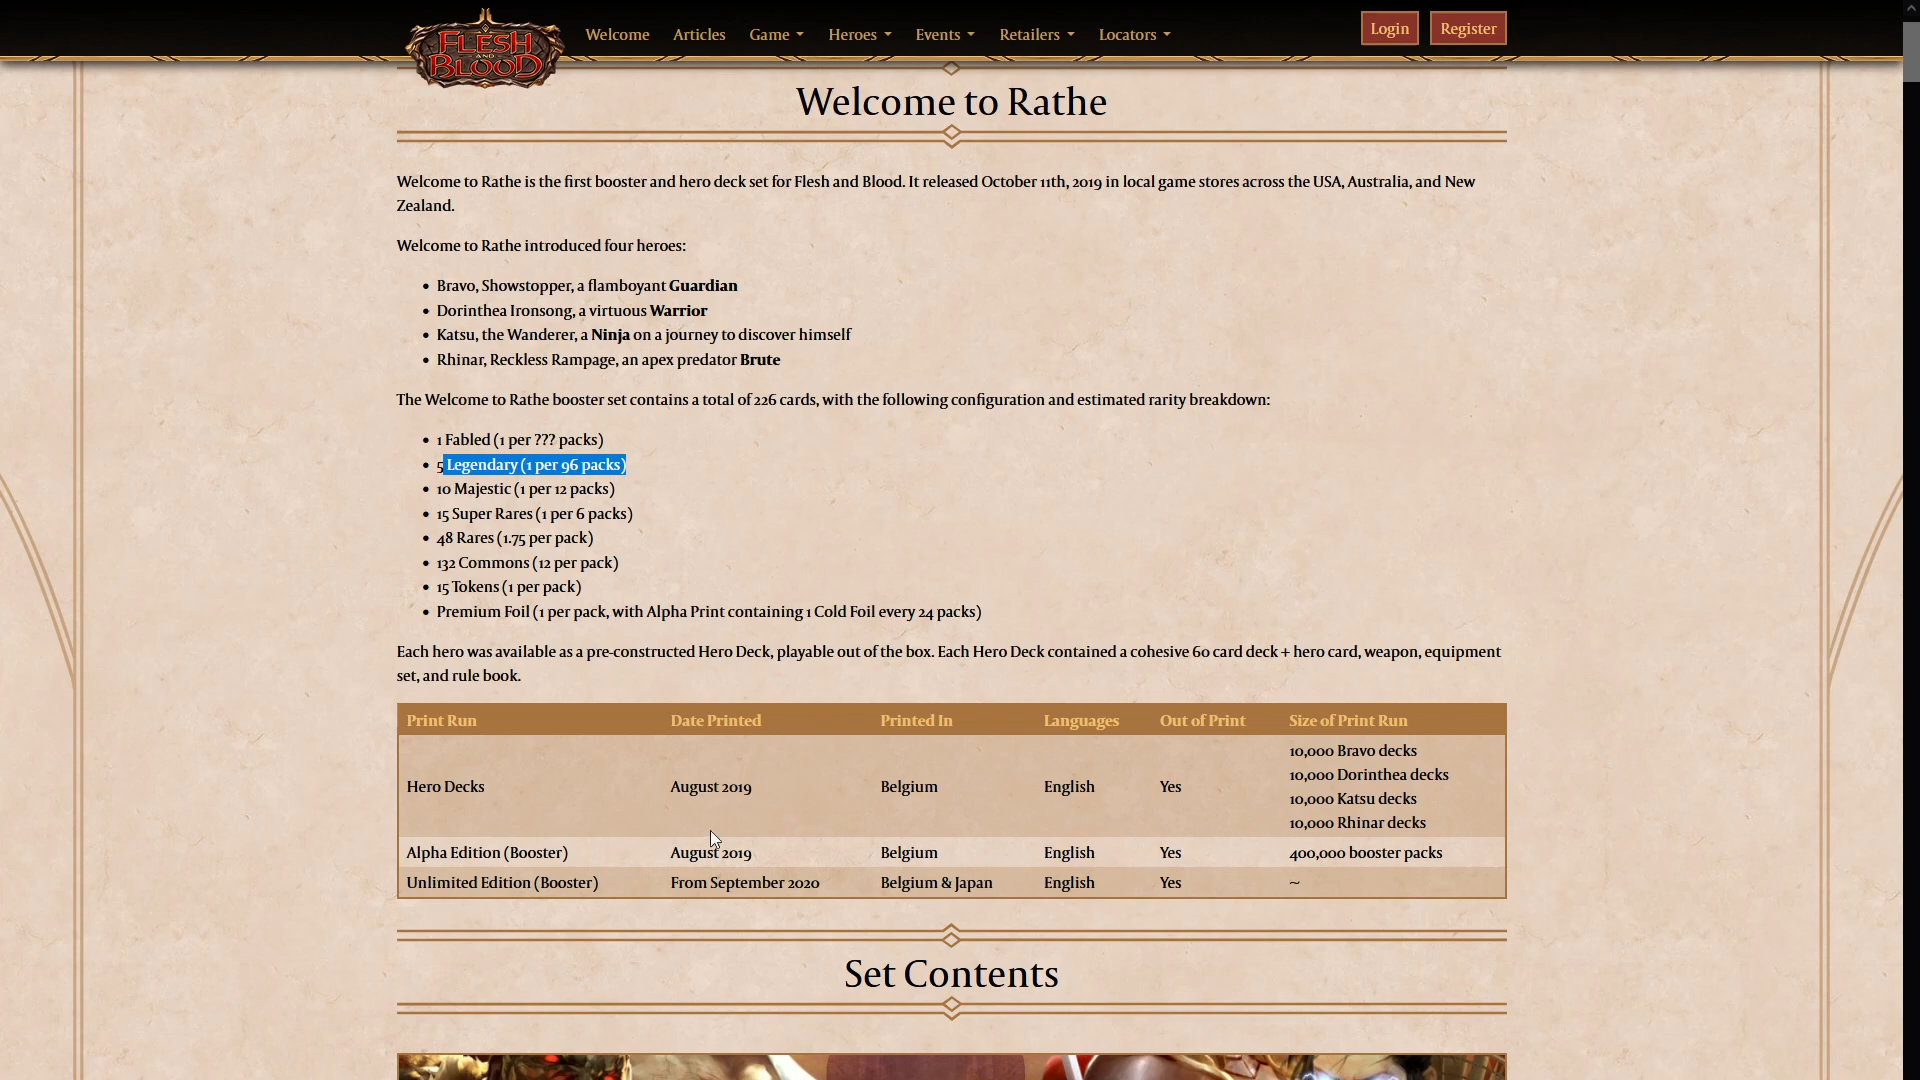 FLESH AND BLOOD
Welcome Articles Game Heroes Events Retailers Locators Login Register
Welcome to Rathe
Welcome to Rathe is the first booster and hero deck set for Flesh and Blood. It released October 11th, 2019 in local game stores across the USA, Australia, and New
Zealand.
Welcome to Rathe introduced four heroes:
• Bravo, Showstopper, a flamboyant Guardian
• Dorinthea Ironsong, a virtuous Warrior
• Katsu, the Wanderer, a Ninja on a journey to discover himself
• Rhinar, Reckless Rampage, an apex predator Brute
The Welcome to Rathe booster set contains a total of 226 cards, with the following configuration and estimated rarity breakdown:
• 1 Fabled (1 per ??? packs)
• 5 Legendary (1 per 96 packs)
• 10 Majestic (1 per 12 packs)
• 15 Super Rares (1 per 6 packs)
• 48 Rares (1.75 per pack)
• 132 Commons (12 per pack)
• 15 Tokens (1 per pack)
• Premium Foil (1 per pack, with Alpha Print containing 1 Cold Foil every 24 packs)
Each hero was available as a pre-constructed Hero Deck, playable out of the box. Each Hero Deck contained a cohesive 60 card deck + hero card, weapon, equipment
set, and rule book.
Print Run Date Printed Printed In Languages Out of Print Size of Print Run
Hero Decks August 2019 Belgium English Yes 10,000 Bravo decks
10,000 Dorinthea decks
10,000 Katsu decks
10,000 Rhinar decks
Alpha Edition (Booster) August 2019 Belgium English Yes 400,000 booster packs
Unlimited Edition (Booster) From September 2020 Belgium & Japan English Yes ~
Set Contents